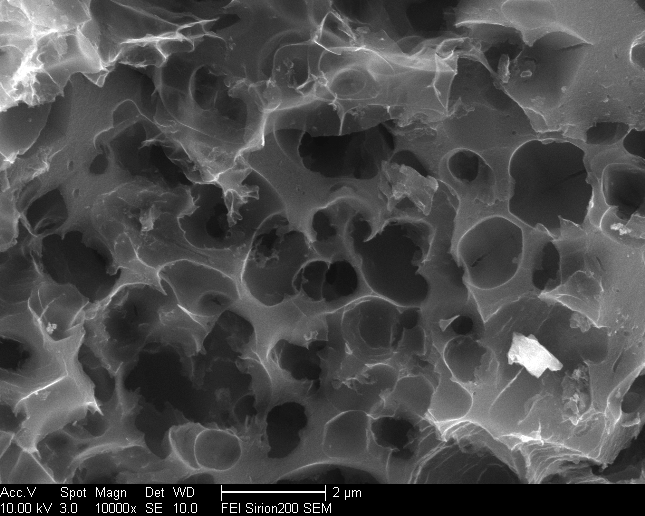 Acc.V Spot Magn Det WD 2 µm
10.00 kV 3.0 10000x SE 10.0 FEI Sirion200 SEM